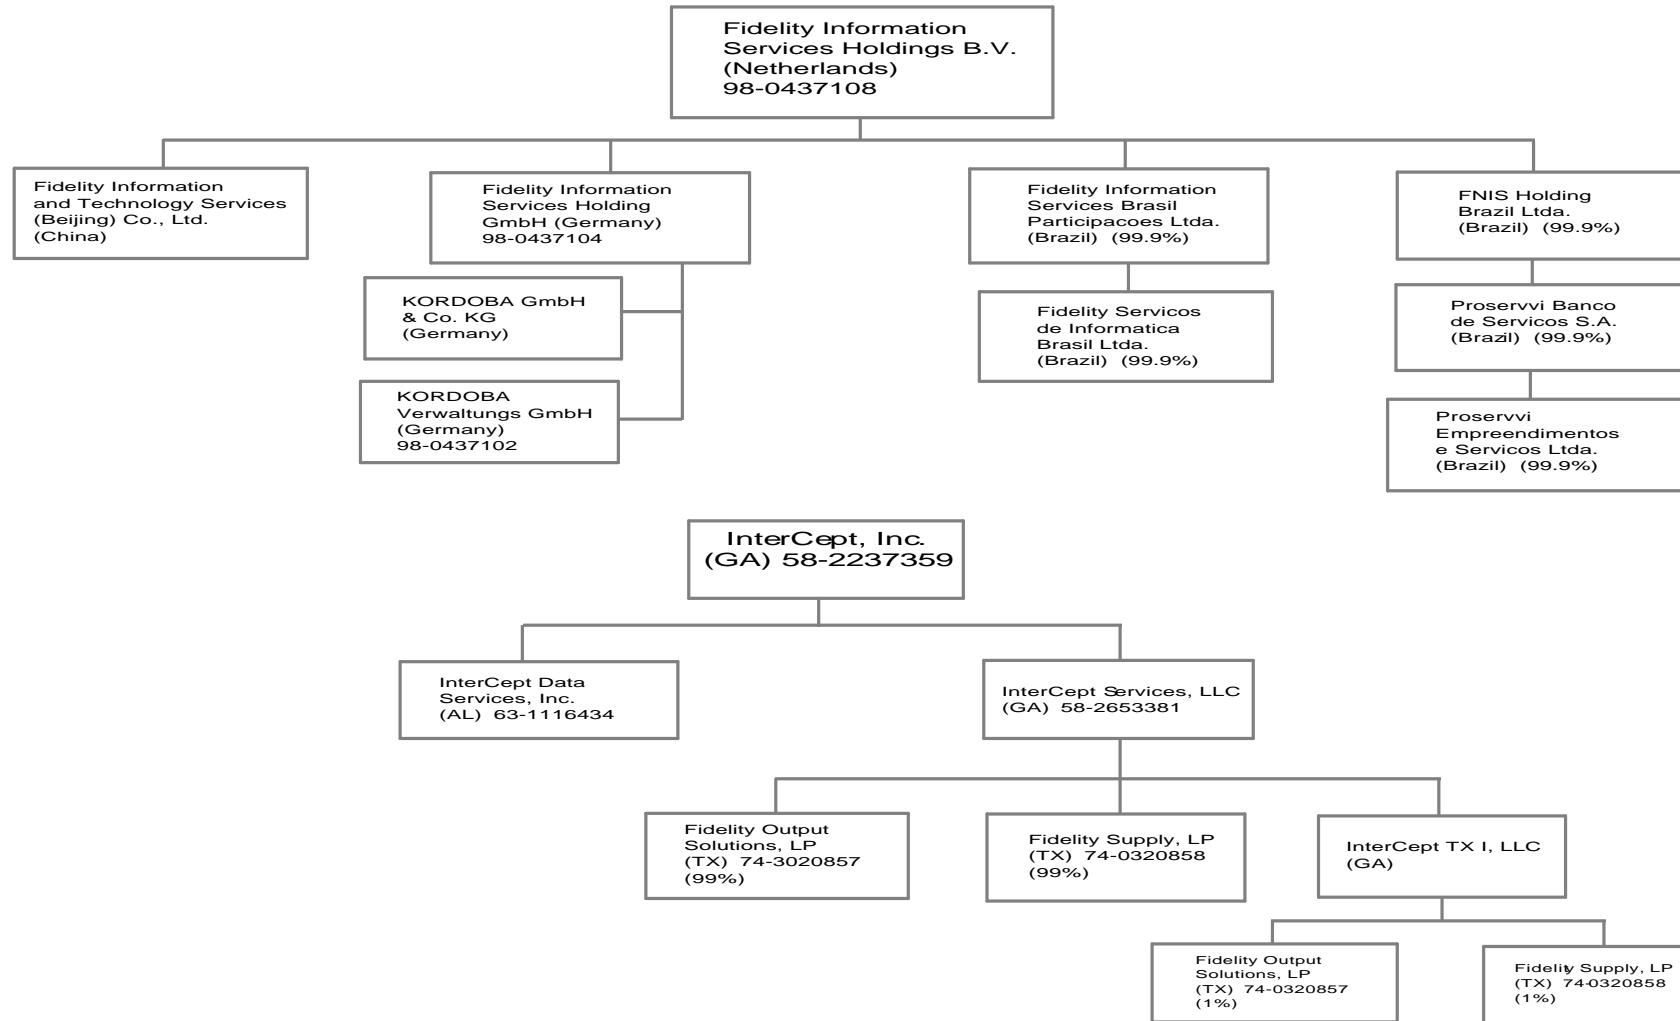 Fidelity Information
Services Holdings B.V.
(Netherlands)
98-0437108
Fidelity Information
and Technology Services
(Beijing) Co., Ltd.
(China)
Fidelity Information
Services Holding
GmbH (Germany)
98-0437104
Fidelity Information
Services Brasil
Participacoes Ltda.
(Brazil) (99.9%)
FNIS Holding
Brazil Ltda.
(Brazil) (99.9%)
KORDOBA GmbH
& Co. KG
(Germany)
Fidelity Servicos
de Informatica
Brasil Ltda.
(Brazil) (99.9%)
Proservvi Banco
de Servicos S.A.
(Brazil) (99.9%)
KORDOBA
Verwaltungs GmbH
(Germany)
98-0437102
Proservvi
Empreendimentos
e Servicos Ltda.
(Brazil) (99.9%)
InterCept, Inc.
(GA) 58-2237359
InterCept Data
Services, Inc.
(AL) 63-1116434
InterCept Services, LLC
(GA) 58-2653381
Fidelity Output
Solutions, LP
(TX) 74-3020857
(99%)
Fidelity Supply, LP
(TX) 74-0320858
(99%)
InterCept TX I, LLC
(GA)
Fidelity Output
Solutions, LP
(TX) 74-0320857
(1%)
Fidelity Supply, LP
(TX) 74-0320858
(1%)